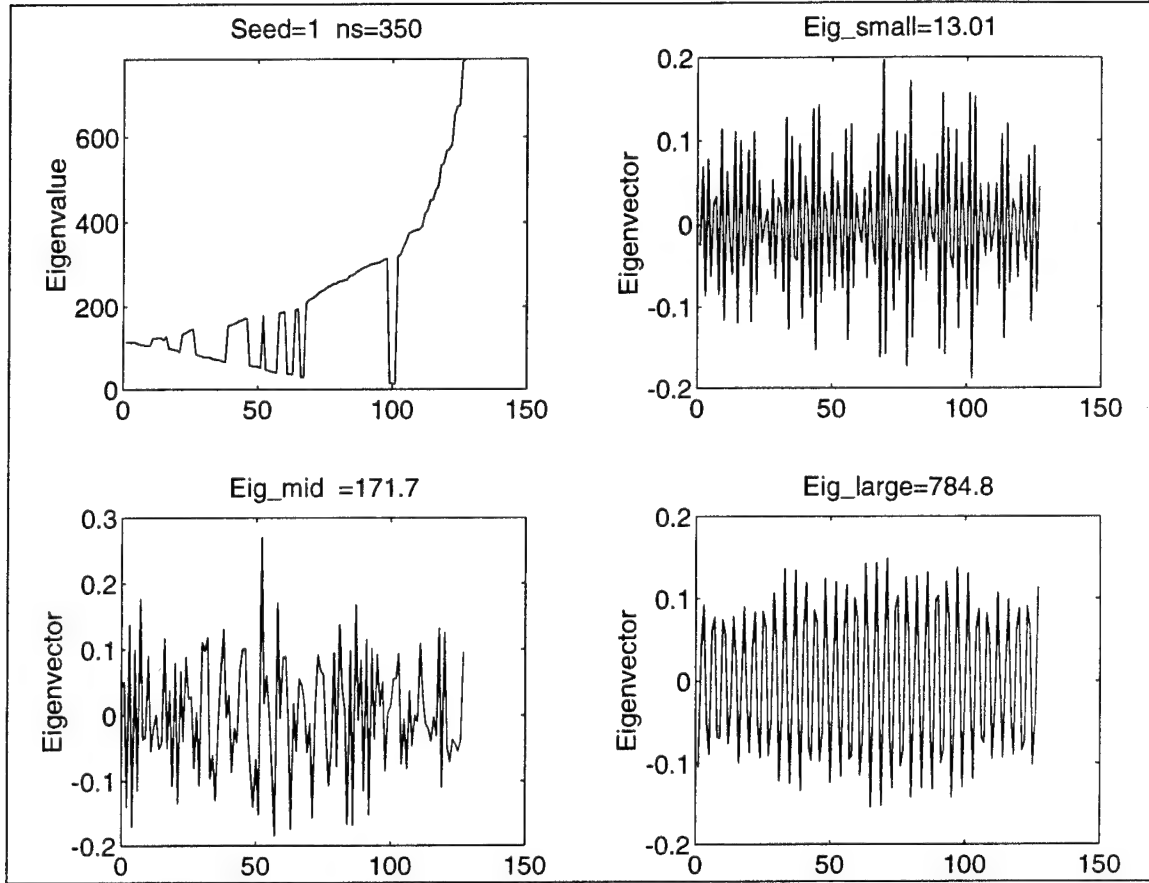 Seed=1 ns=350
Eigenvalue
600
400
200
0
0 50 100 150
Eig_small=13.01
Eigenvector
0.2
0.1
0
-0.1
-0.2
0 50 100 150
Eig_mid =171.7
Eigenvector
0.3
0.2
0.1
0
-0.1
-0.2
0 50 100 150
Eig_large=784.8
Eigenvector
0.2
0.1
0
-0.1
-0.2
0 50 100 150